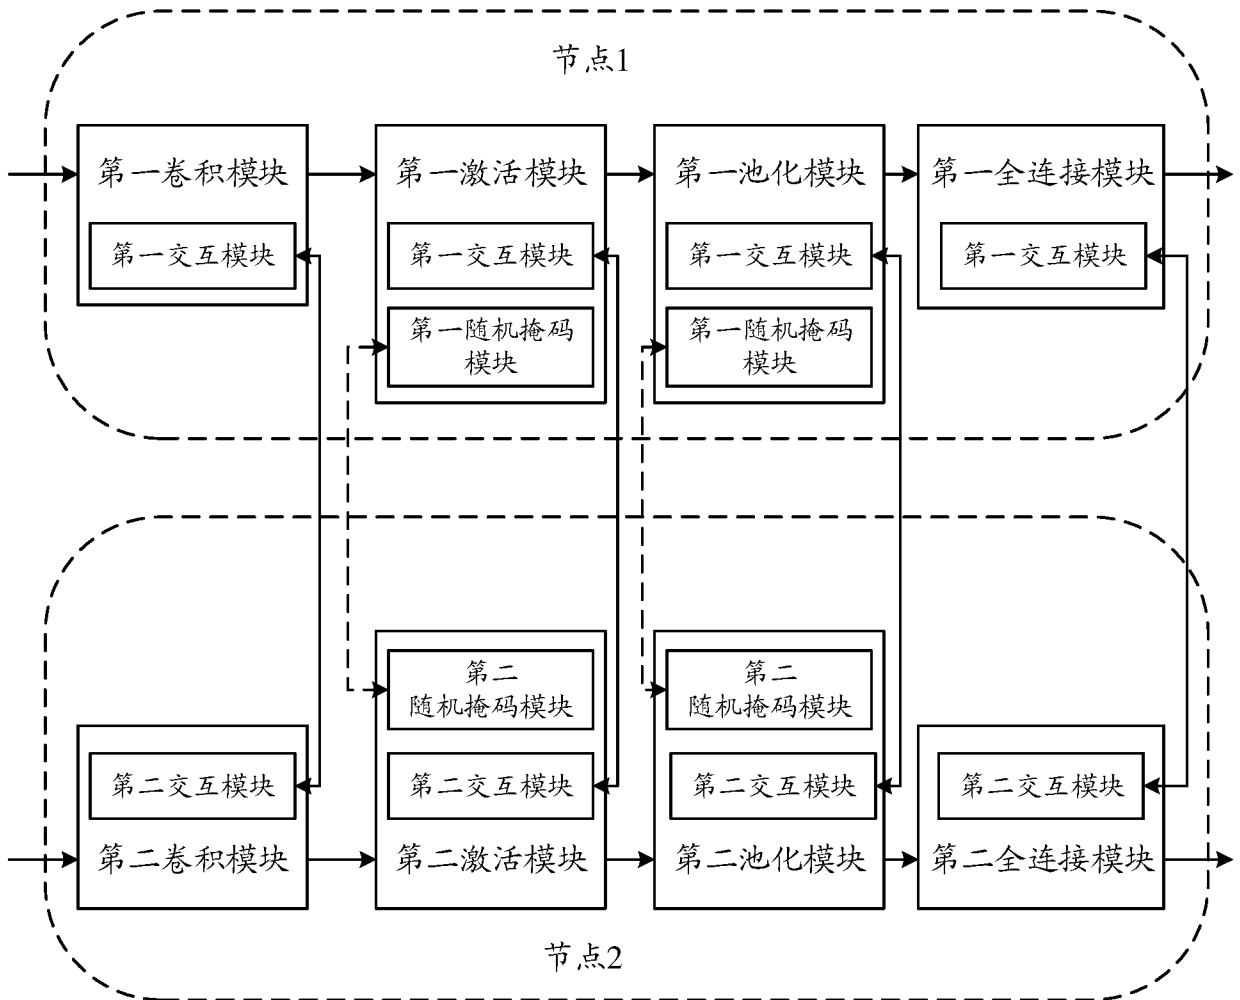 节点1
第一卷积模块
第一激活模块
第一池化模块
第一全连接模块
第一交互模块
第一交互模块
第一交互模块
第一交互模块
第一随机掩码
模块
第一随机掩码
模块
第二
随机掩码模块
第二
随机掩码模块
第二交互模块
第二交互模块
第二交互模块
第二交互模块
第二卷积模块
第二激活模块
第二池化模块
第二全连接模块
节点2